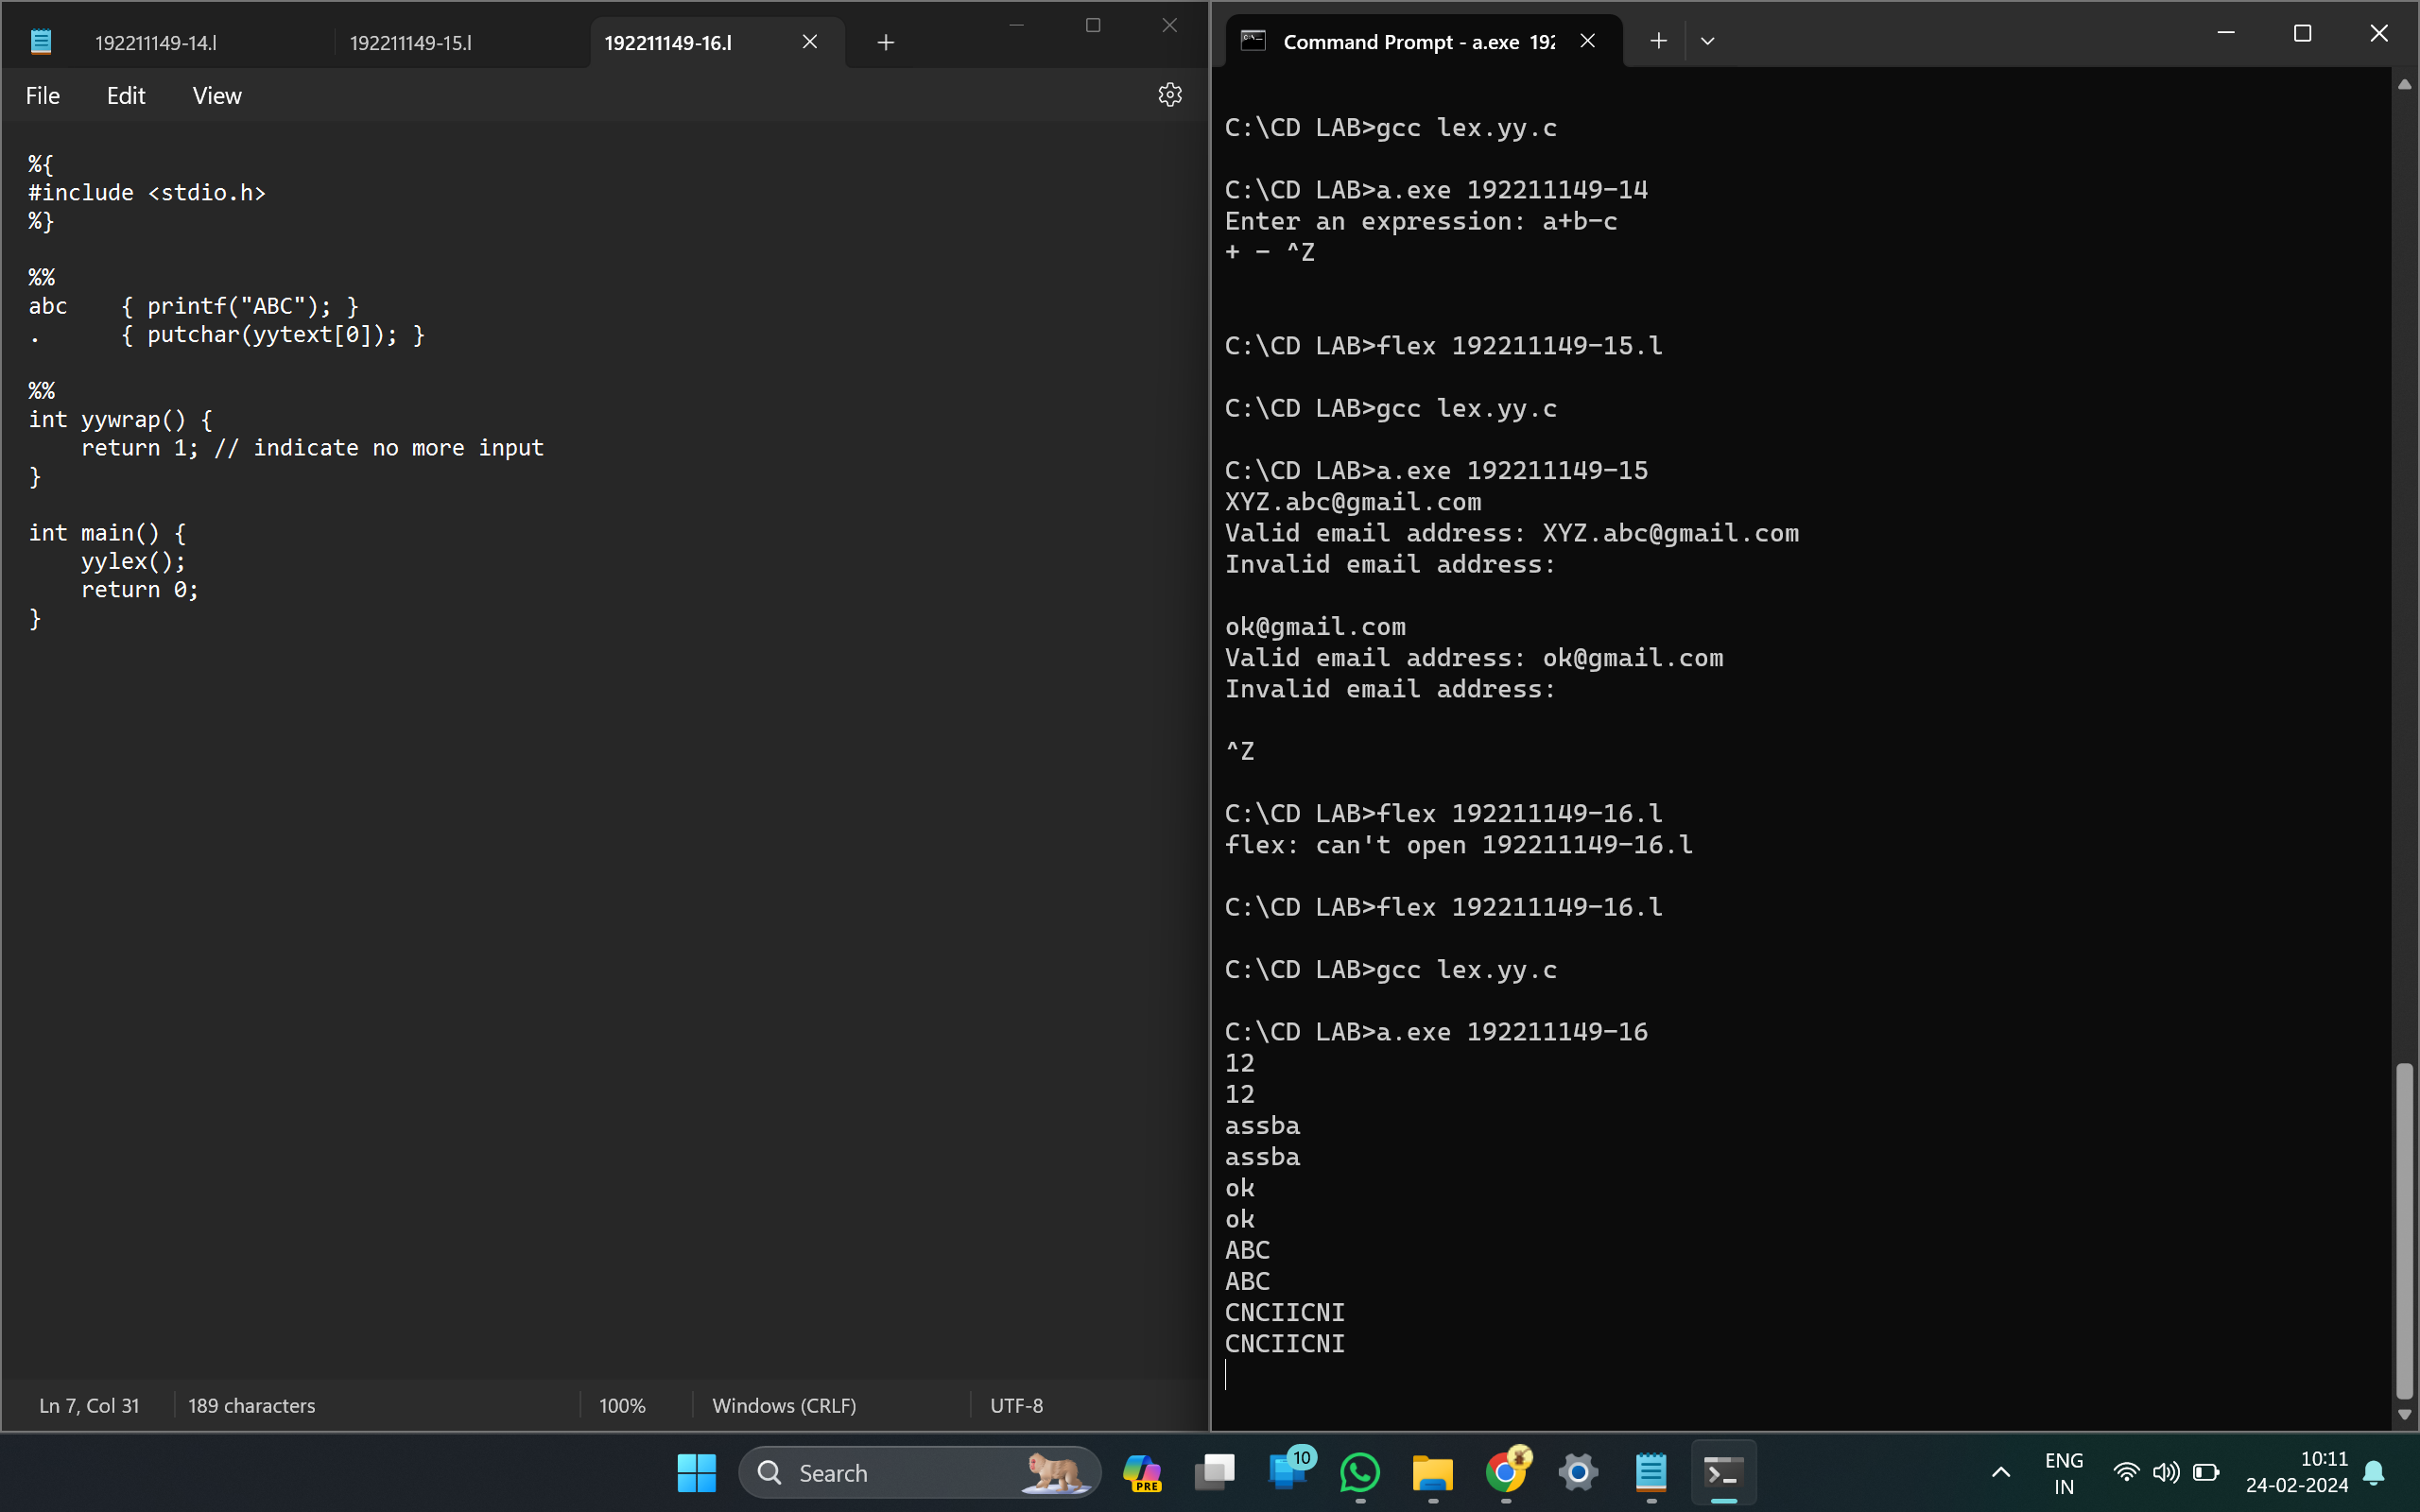 192211149-14.l
192211149-15.l
192211149-16.l
File
Edit
View
%{
#include <stdio.h>
%}
%%
abc    { printf("ABC"); }
.      { putchar(yytext[0]); }
%%
int yywrap() {
    return 1; // indicate no more input
}
int main() {
    yylex();
    return 0;
}
Ln 7, Col 31
189 characters
100%
Windows (CRLF)
UTF-8
Command Prompt - a.exe 192
C:\CD LAB>gcc lex.yy.c
C:\CD LAB>a.exe 192211149-14
Enter an expression: a+b-c
+ - ^Z
C:\CD LAB>flex 192211149-15.l
C:\CD LAB>gcc lex.yy.c
C:\CD LAB>a.exe 192211149-15
XYZ.abc@gmail.com
Valid email address: XYZ.abc@gmail.com
Invalid email address:
ok@gmail.com
Valid email address: ok@gmail.com
Invalid email address:
^Z
C:\CD LAB>flex 192211149-16.l
flex: can't open 192211149-16.l
C:\CD LAB>flex 192211149-16.l
C:\CD LAB>gcc lex.yy.c
C:\CD LAB>a.exe 192211149-16
12
12
assba
assba
ok
ok
ABC
ABC
CNCIICNI
CNCIICNI
Search
PRE
10
ENG
IN
10:11
24-02-2024